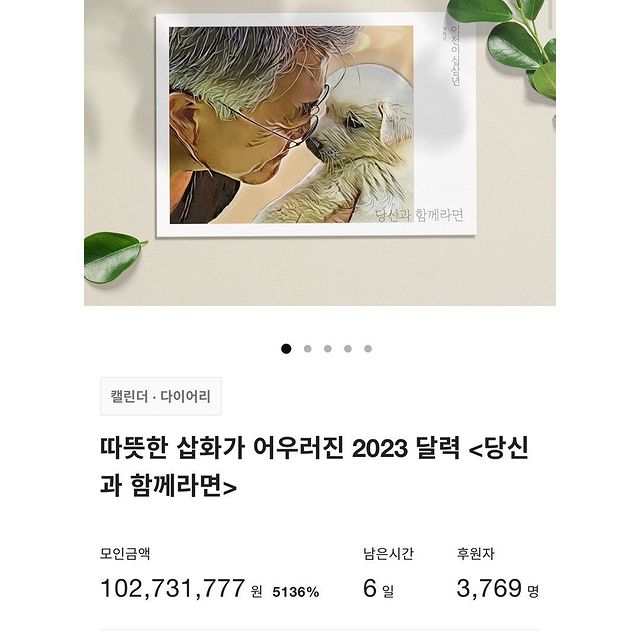 이천이십삼년
당신과 함께라면
캘린더 · 다이어리
따뜻한 삽화가 어우러진 2023 달력 <당신
과 함께라면>
모인금액 남은시간 후원자
102,731,777 원 5136% 6 일 3,769 명